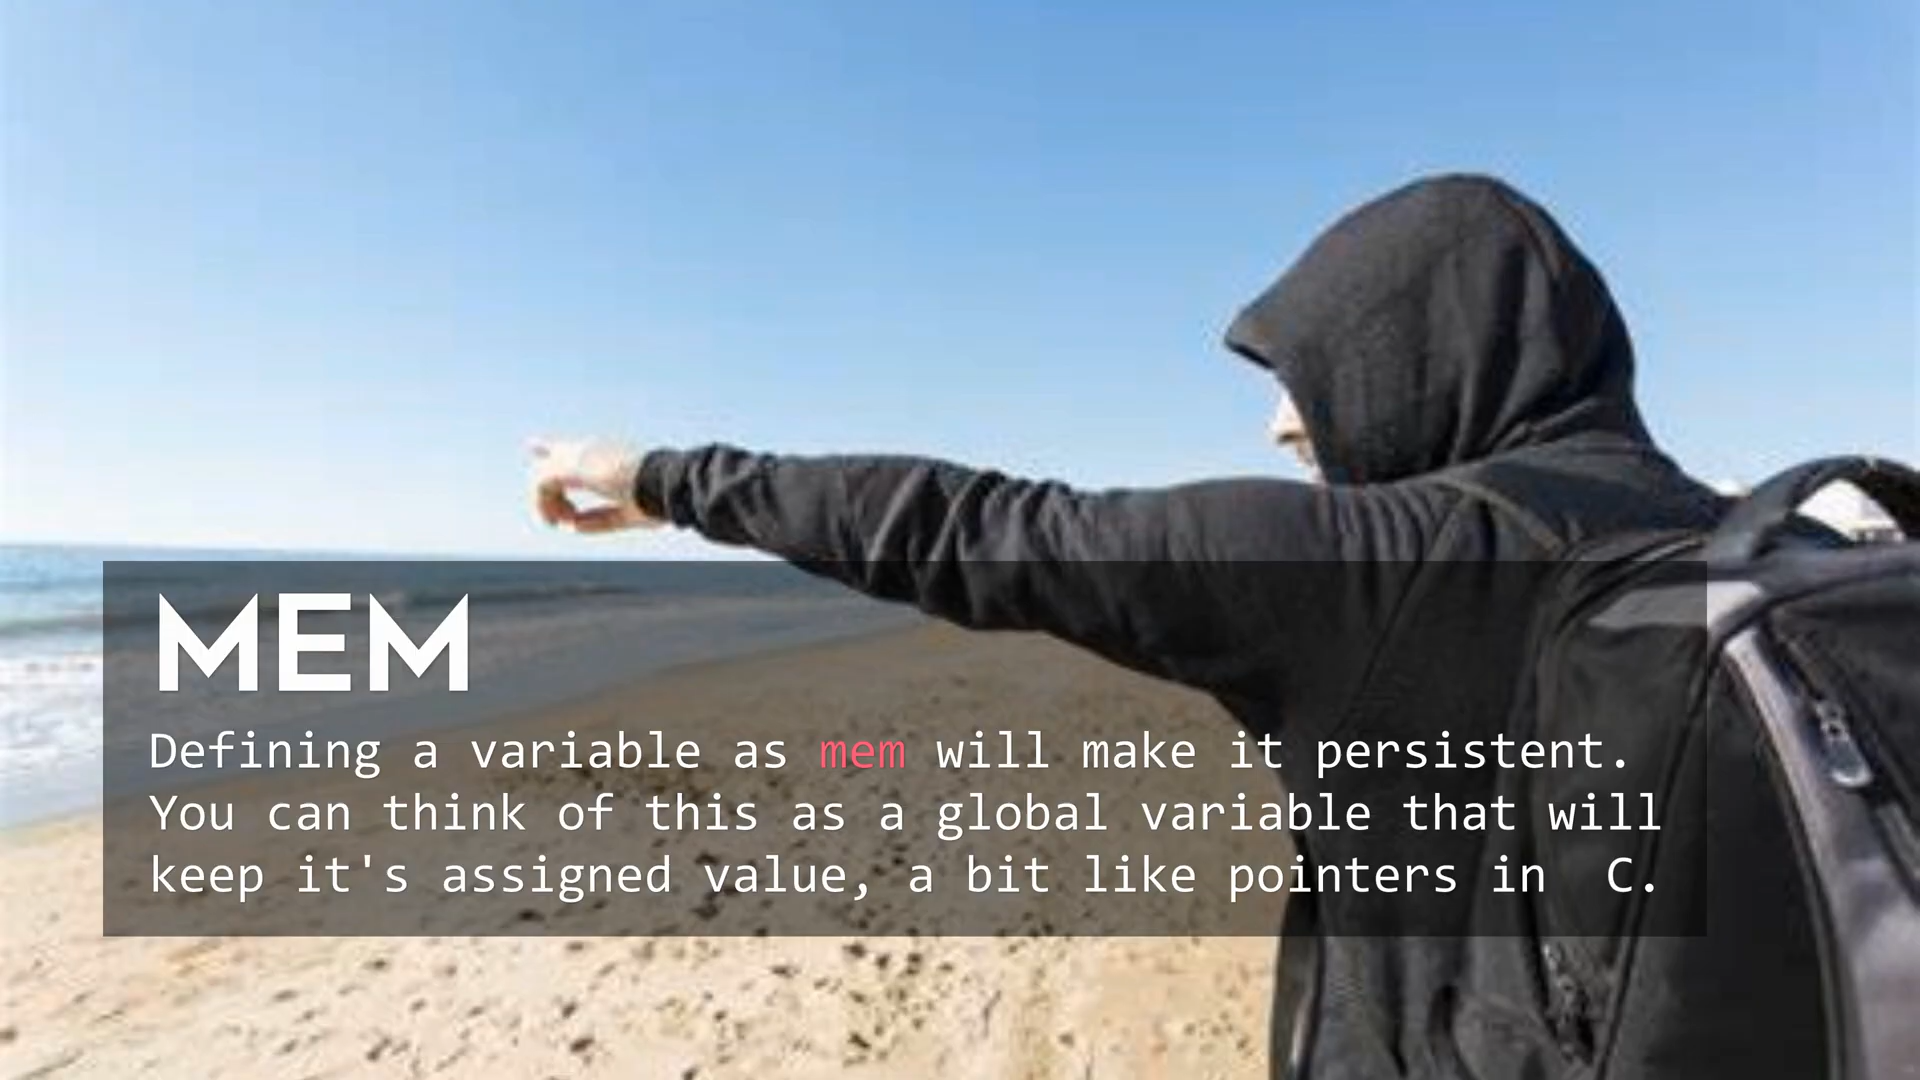 MEM
Defining a variable as mem will make it persistent.
You can think of this as a global variable that will
keep it's assigned value, a bit like pointers in  C.